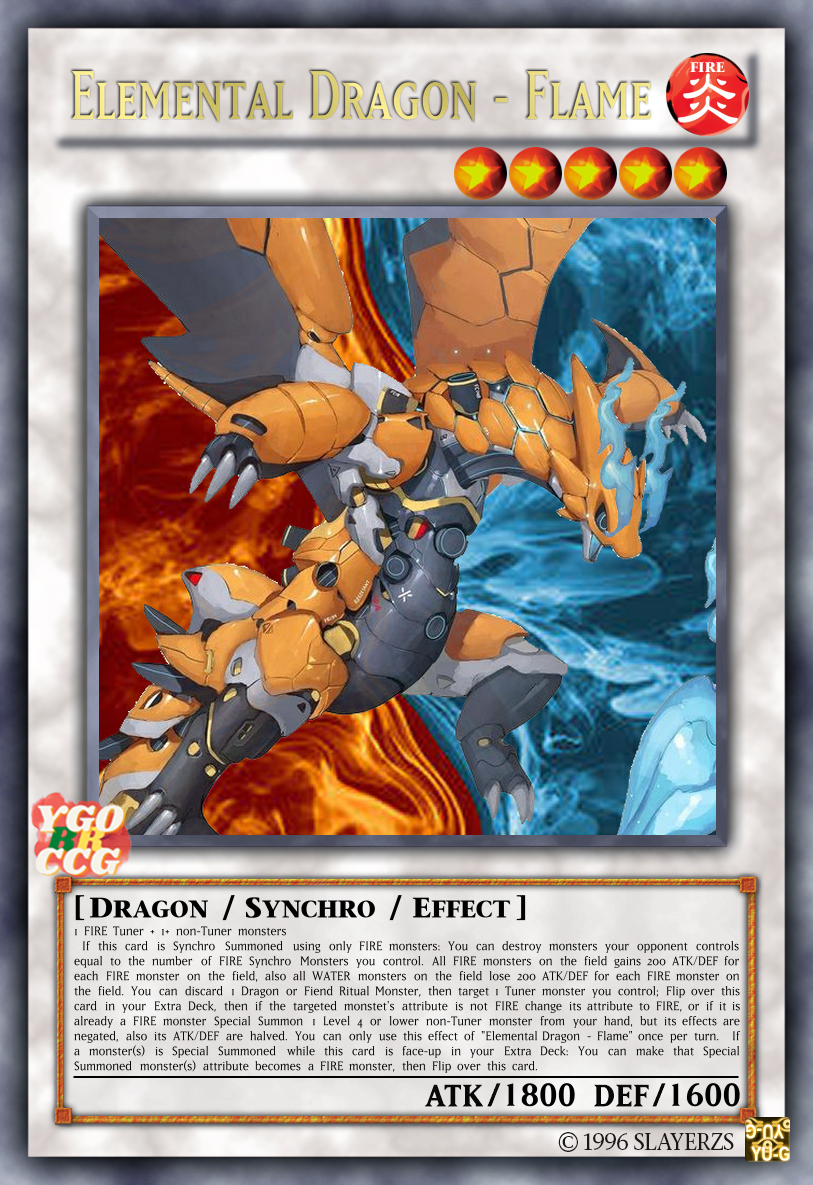 Elemental Dragon - Flame
FIRE
炎
YGO
BR
CCG
[ Dragon / Synchro / Effect ]
1 FIRE Tuner + 1+ non-Tuner monsters
If this card is Synchro Summoned using only FIRE monsters: You can destroy monsters your opponent controls
equal to the number of FIRE Synchro Monsters you control. All FIRE monsters on the field gains 200 ATK/DEF for
each FIRE monster on the field, also all WATER monsters on the field lose 200 ATK/DEF for each FIRE monster on
the field. You can discard 1 Dragon or Fiend Ritual Monster, then target 1 Tuner monster you control; Flip over this
card in your Extra Deck, then if the targeted monstet's attribute is not FIRE change its attribute to FIRE, or if it is
already a FIRE monster Special Summon 1 Level 4 or lower non-Tuner monster from your hand, but its effects are
negated, also its ATK/DEF are halved. You can only use this effect of "Elemental Dragon - Flame" once per turn. If
a monster(s) is Special Summoned while this card is face-up in your Extra Deck: You can make that Special
Summoned monster(s) attribute becomes a FIRE monster, then Flip over this card.
ATK/1800 DEF/1600
© 1996 SLAYERZS